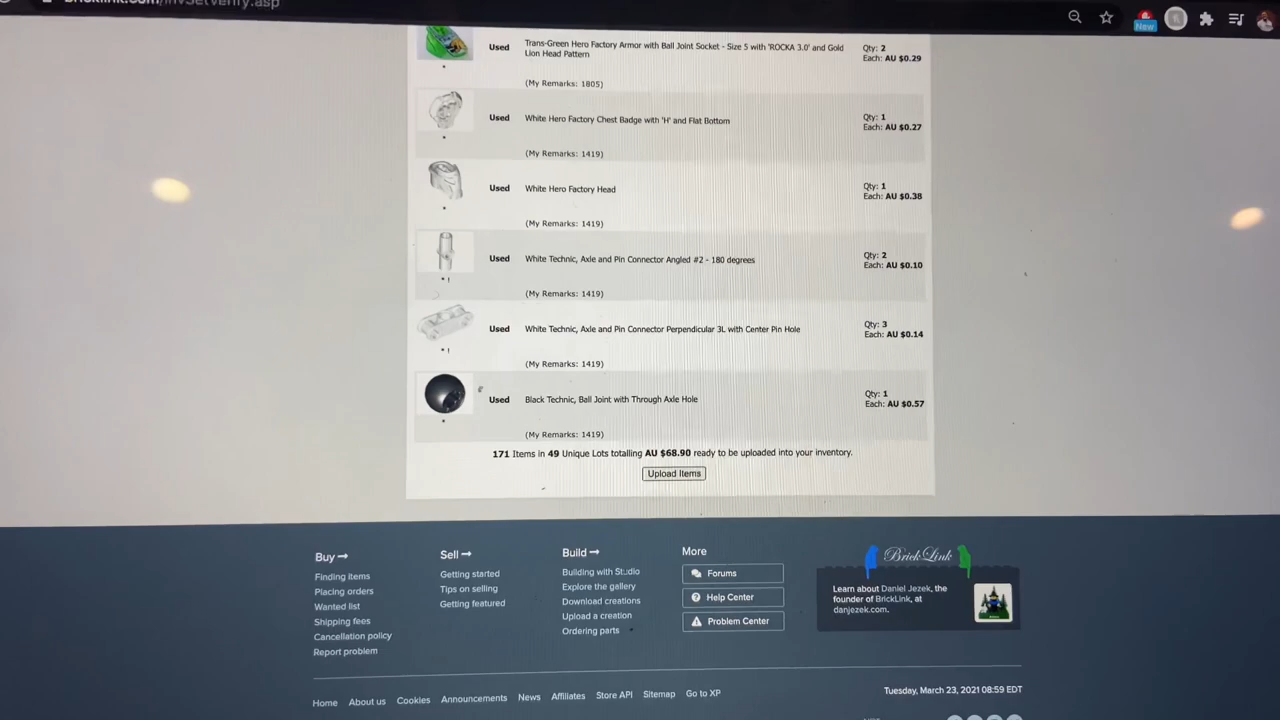 Used
Trans-Green Hero Factory Armor with Ball Joint Socket - Size 5 with 'ROCKA 3.0' and Gold
Lion Head Pattern
Qty: 2
Each: AU $0.29
(My Remarks: 1805)
Used
White Hero Factory Chest Badge with 'H' and Flat Bottom
Qty: 1
Each: AU $0.27
(My Remarks: 1419)
Used
White Hero Factory Head
Qty: 1
Each: AU $0.38
(My Remarks: 1419)
Used
White Technic, Axle and Pin Connector Angled #2 - 180 degrees
Qty: 2
Each: AU $0.10
(My Remarks: 1419)
Used
White Technic, Axle and Pin Connector Perpendicular 3L with Center Pin Hole
Qty: 3
Each: AU $0.14
(My Remarks: 1419)
Used
Black Technic, Ball Joint with Through Axle Hole
Qty: 1
Each: AU $0.57
(My Remarks: 1419)
171 Items in 49 Unique Lots totalling AU $68.90 ready to be uploaded into your inventory.
Upload Items
Buy
Finding items
Placing orders
Wanted list
Shipping fees
Cancellation policy
Report problem
Sell
Getting started
Tips on selling
Getting featured
Build
Building with Studio
Explore the gallery
Download creations
Upload a creation
Ordering parts
More
Forums
Help Center
Problem Center
BrickLink
Learn about Daniel Jezek, the
founder of BrickLink, at
danjezek.com.
Home About us Cookies Announcements News Affiliates Store API Sitemap Go to XP
Tuesday, March 23, 2021 08:59 EDT
New